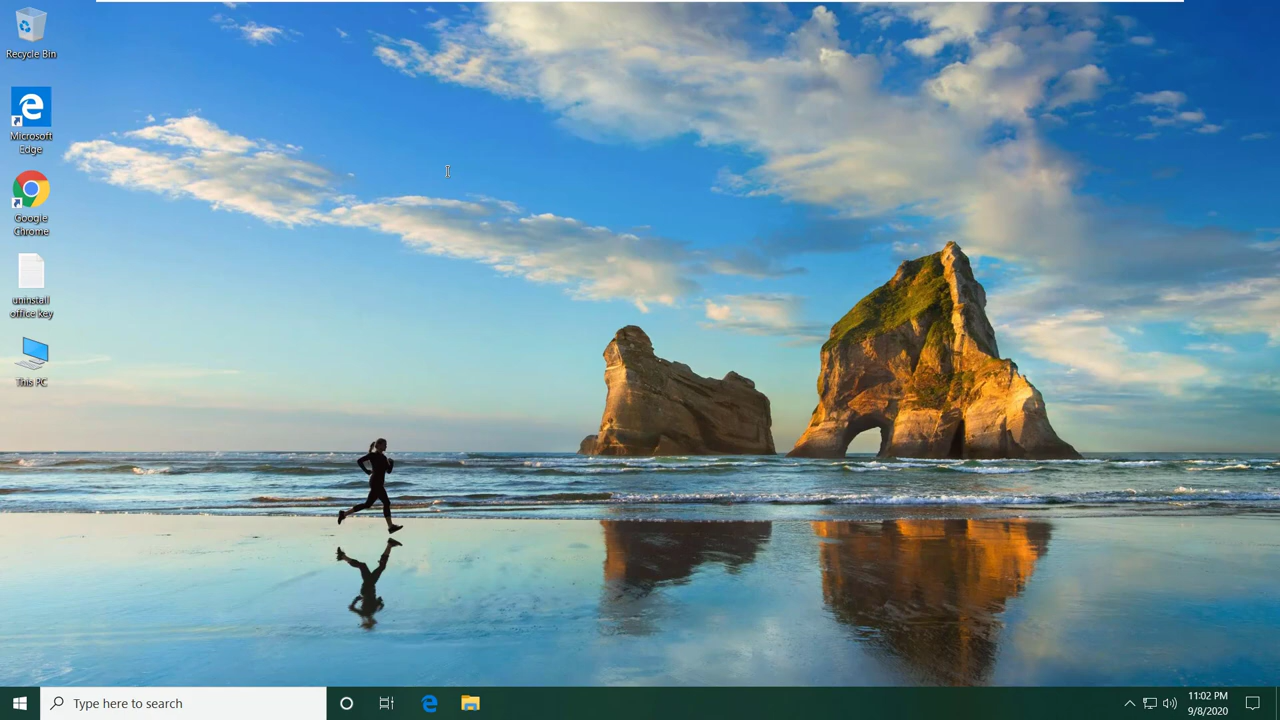 Recycle Bin
Microsoft
Edge
Google
Chrome
uninstall
office key
This PC
Type here to search
11:02 PM
9/8/2020